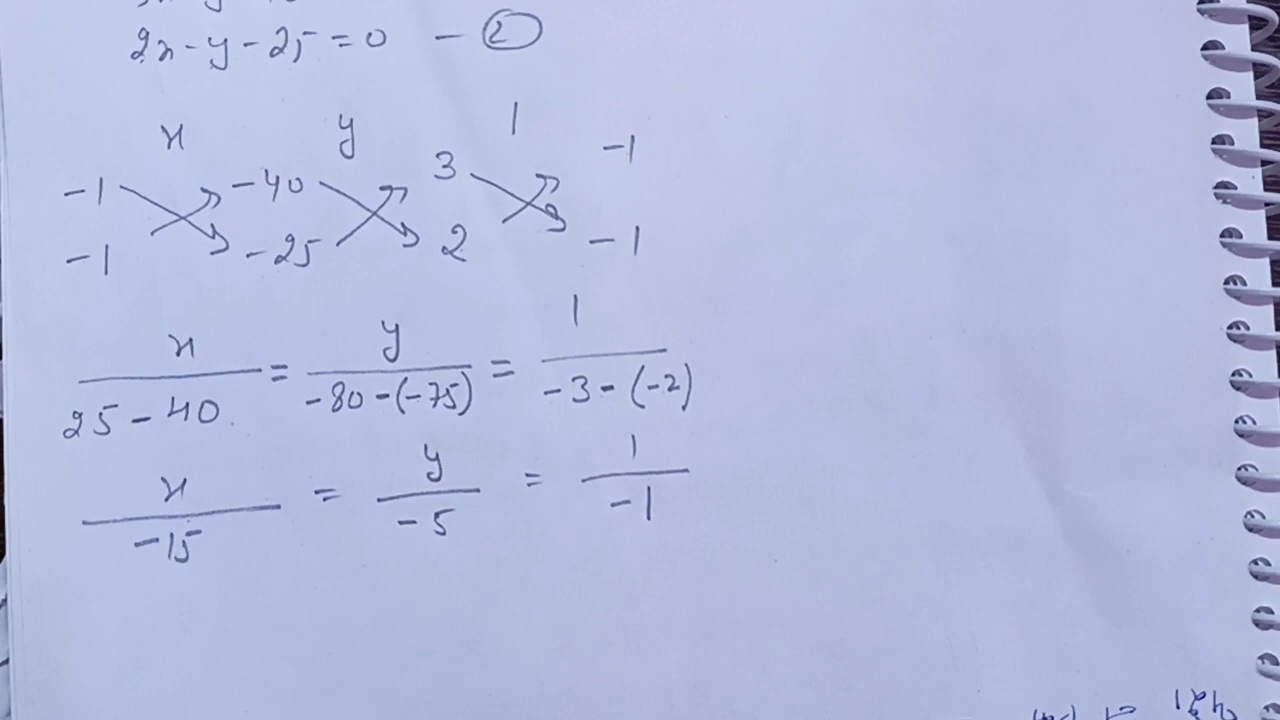 2x - y - 25 = 0 - ②
x y 1
-1 -40 3 -1
-1 -25 2 -1
x/(25 - 40) = y/(-80 - (-75)) = 1/(-3 - (-2))
x/-15 = y/-5 = 1/-1